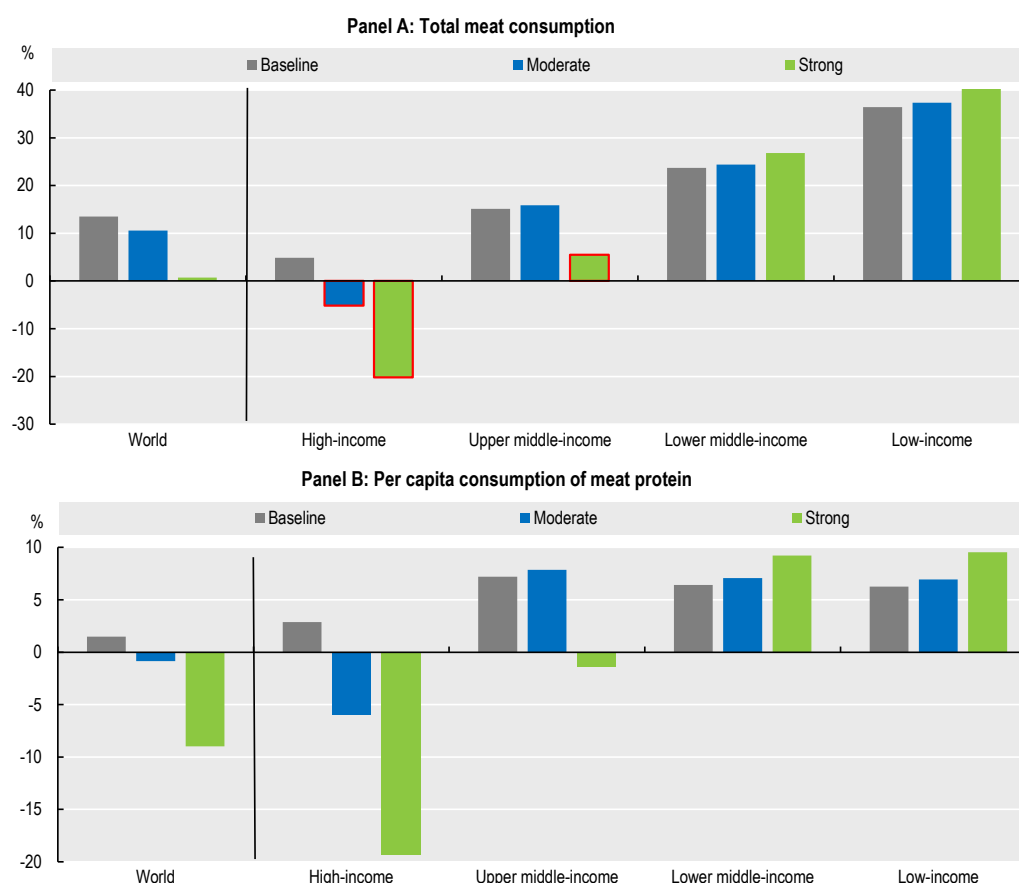 Panel A: Total meat consumption
%
Baseline Moderate Strong
40
30
20
10
0
-10
-20
-30
World High-income Upper middle-income Lower middle-income Low-income
Panel B: Per capita consumption of meat protein
%
Baseline Moderate Strong
10
5
0
-5
-10
-15
-20
World High-income Upper middle-income Lower middle-income Low-income